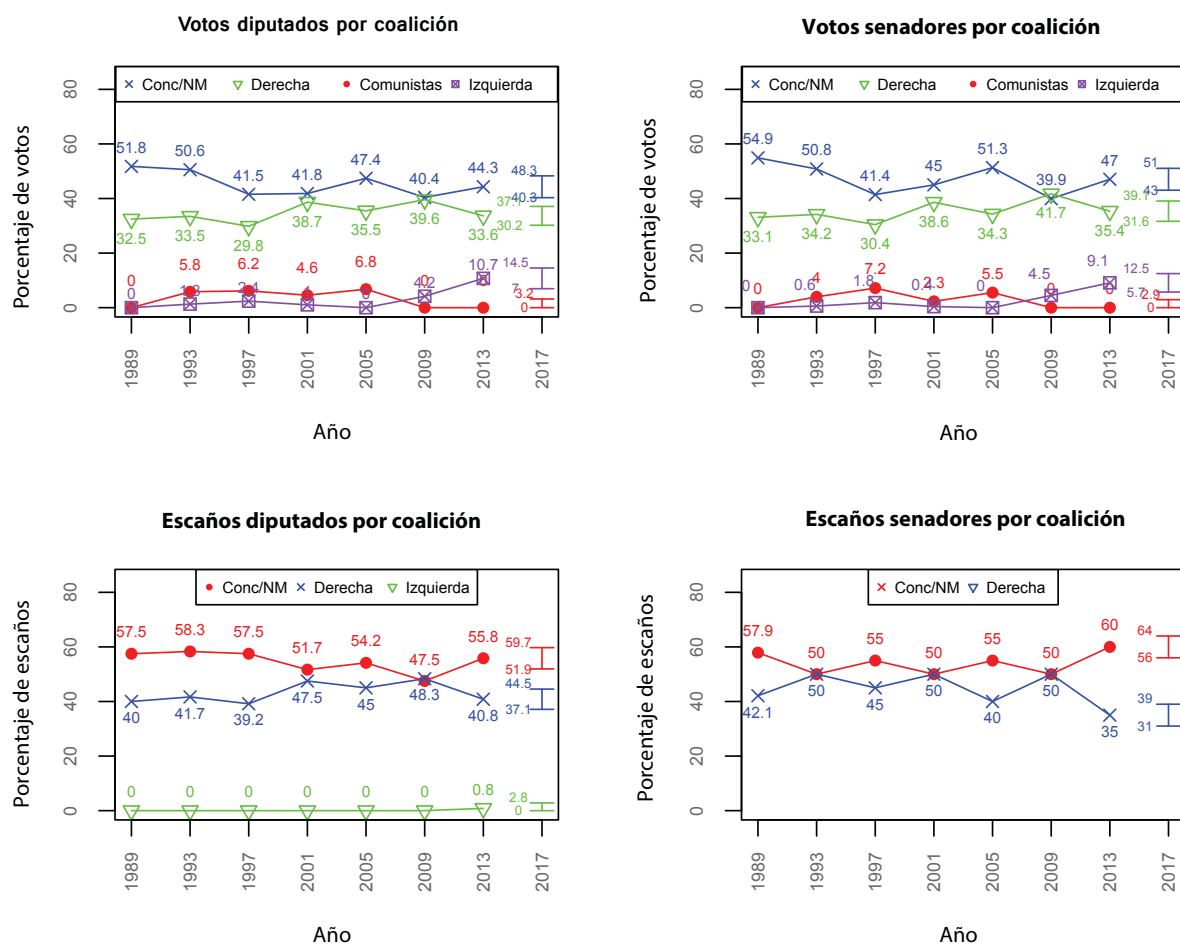 Votos diputados por coalición
Conc/NM Derecha Comunistas Izquierda
Porcentaje de votos
80
60
40
20
0
51.8 50.6 41.5 41.8 47.4 40.4 44.3 48.3 40.3
32.5 33.5 29.8 38.7 35.5 39.6 33.6 30.2
0 5.8 6.2 4.6 6.8 0 3.2 0
0 4.2 10.7 14.5 7
1989 1993 1997 2001 2005 2009 2013 2017
Año
Votos senadores por coalición
Conc/NM Derecha Comunistas Izquierda
Porcentaje de votos
80
60
40
20
0
54.9 50.8 41.4 45 51.3 39.9 47 51 43
33.1 34.2 30.4 38.6 34.3 41.7 35.4 39.1 31.6
0 4 7.2 2.3 5.5 0 0 2.9 0
0 0.6 1.8 0.4 0 4.5 9.1 12.5 5.7
1989 1993 1997 2001 2005 2009 2013 2017
Año
Escaños diputados por coalición
Conc/NM Derecha Izquierda
Porcentaje de escaños
80
60
40
20
0
57.5 58.3 57.5 51.7 54.2 47.5 55.8 59.7 51.9
40 41.7 39.2 47.5 45 48.3 40.8 44.5 37.1
0 0 0 0 0 0 0.8 2.8 0
1989 1993 1997 2001 2005 2009 2013 2017
Año
Escaños senadores por coalición
Conc/NM Derecha
Porcentaje de escaños
80
60
40
20
0
57.9 50 55 50 55 50 60 64 56
42.1 50 45 50 40 50 35 39 31
1989 1993 1997 2001 2005 2009 2013 2017
Año